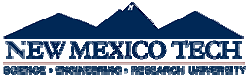 NEW MEXICO TECH
SCIENCE • ENGINEERING • RESEARCH UNIVERSITY